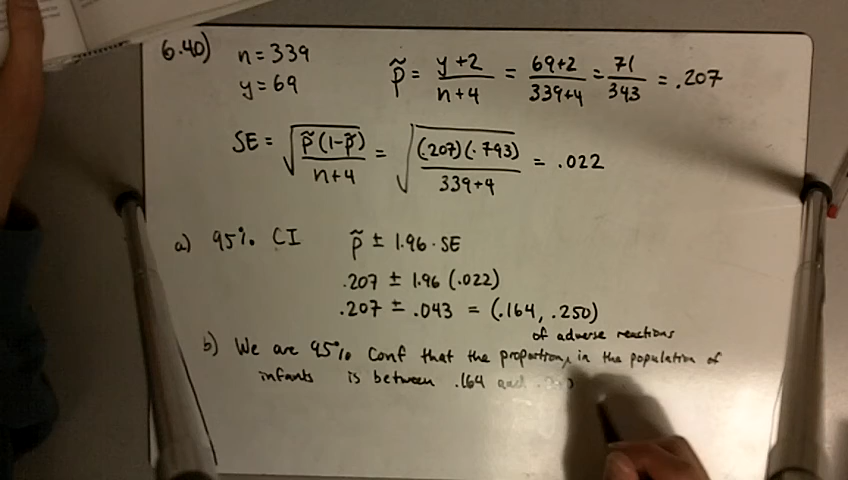 6.40) n = 339 p̃ = y+2 / n+4 = 69+2 / 339+4 = 71 / 343 = .207
y = 69
SE = √(p̃(1-p̃) / n+4) = √((.207)(.793) / 339+4) = .022
a) 95% CI p̃ ± 1.96 · SE
.207 ± 1.96 (.022)
.207 ± .043 = (.164, .250)
of adverse reactions
b) We are 95% Conf that the proportion in the population of
infants is between .164 and